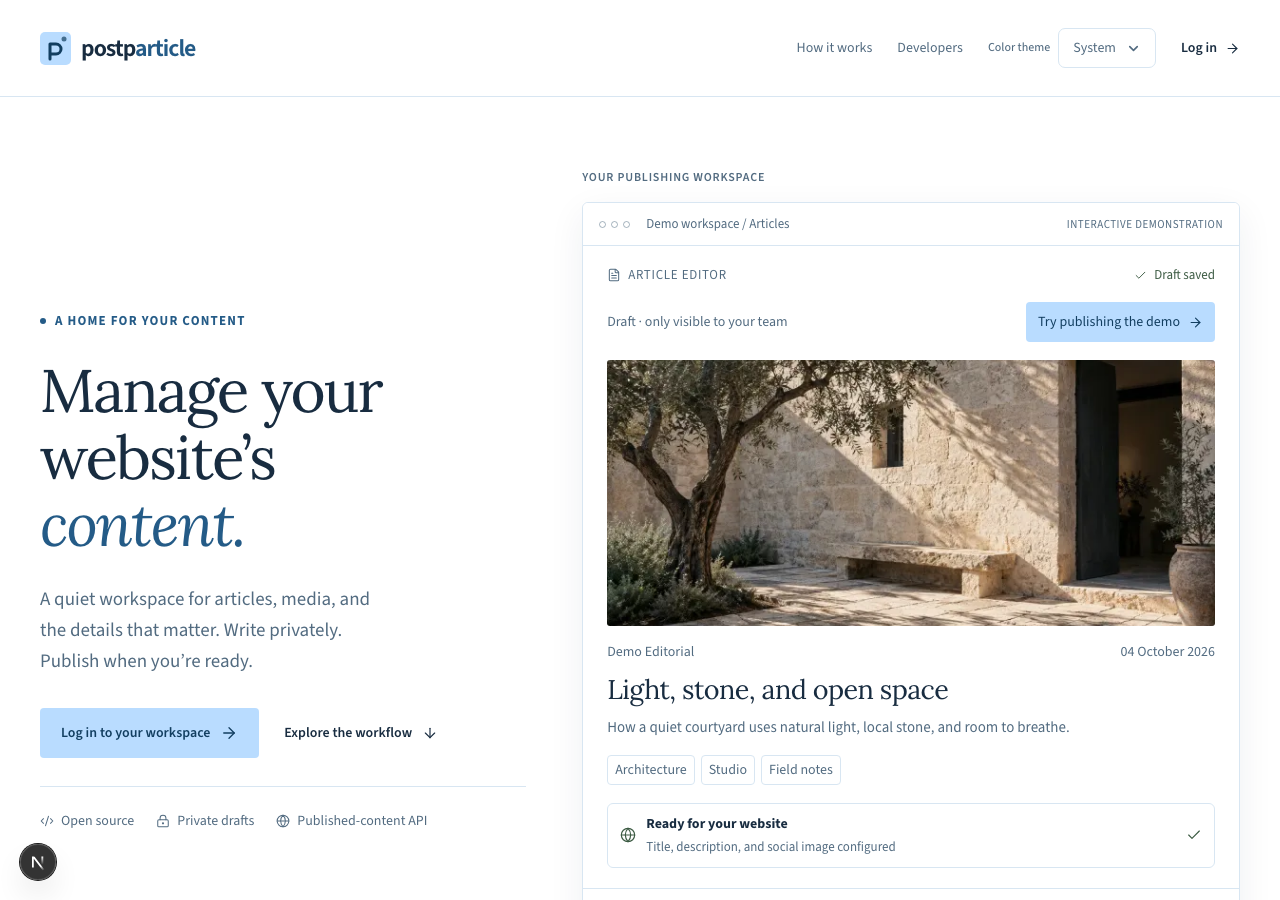 postparticle
How it works
Developers
Color theme
System
Log in
A HOME FOR YOUR CONTENT
Manage your
website’s
content.
A quiet workspace for articles, media, and
the details that matter. Write privately.
Publish when you’re ready.
Log in to your workspace
Explore the workflow
Open source
Private drafts
Published-content API
N
YOUR PUBLISHING WORKSPACE
Demo workspace / Articles
INTERACTIVE DEMONSTRATION
ARTICLE EDITOR
Draft saved
Draft · only visible to your team
Try publishing the demo
Demo Editorial
04 October 2026
Light, stone, and open space
How a quiet courtyard uses natural light, local stone, and room to breathe.
Architecture
Studio
Field notes
Ready for your website
Title, description, and social image configured